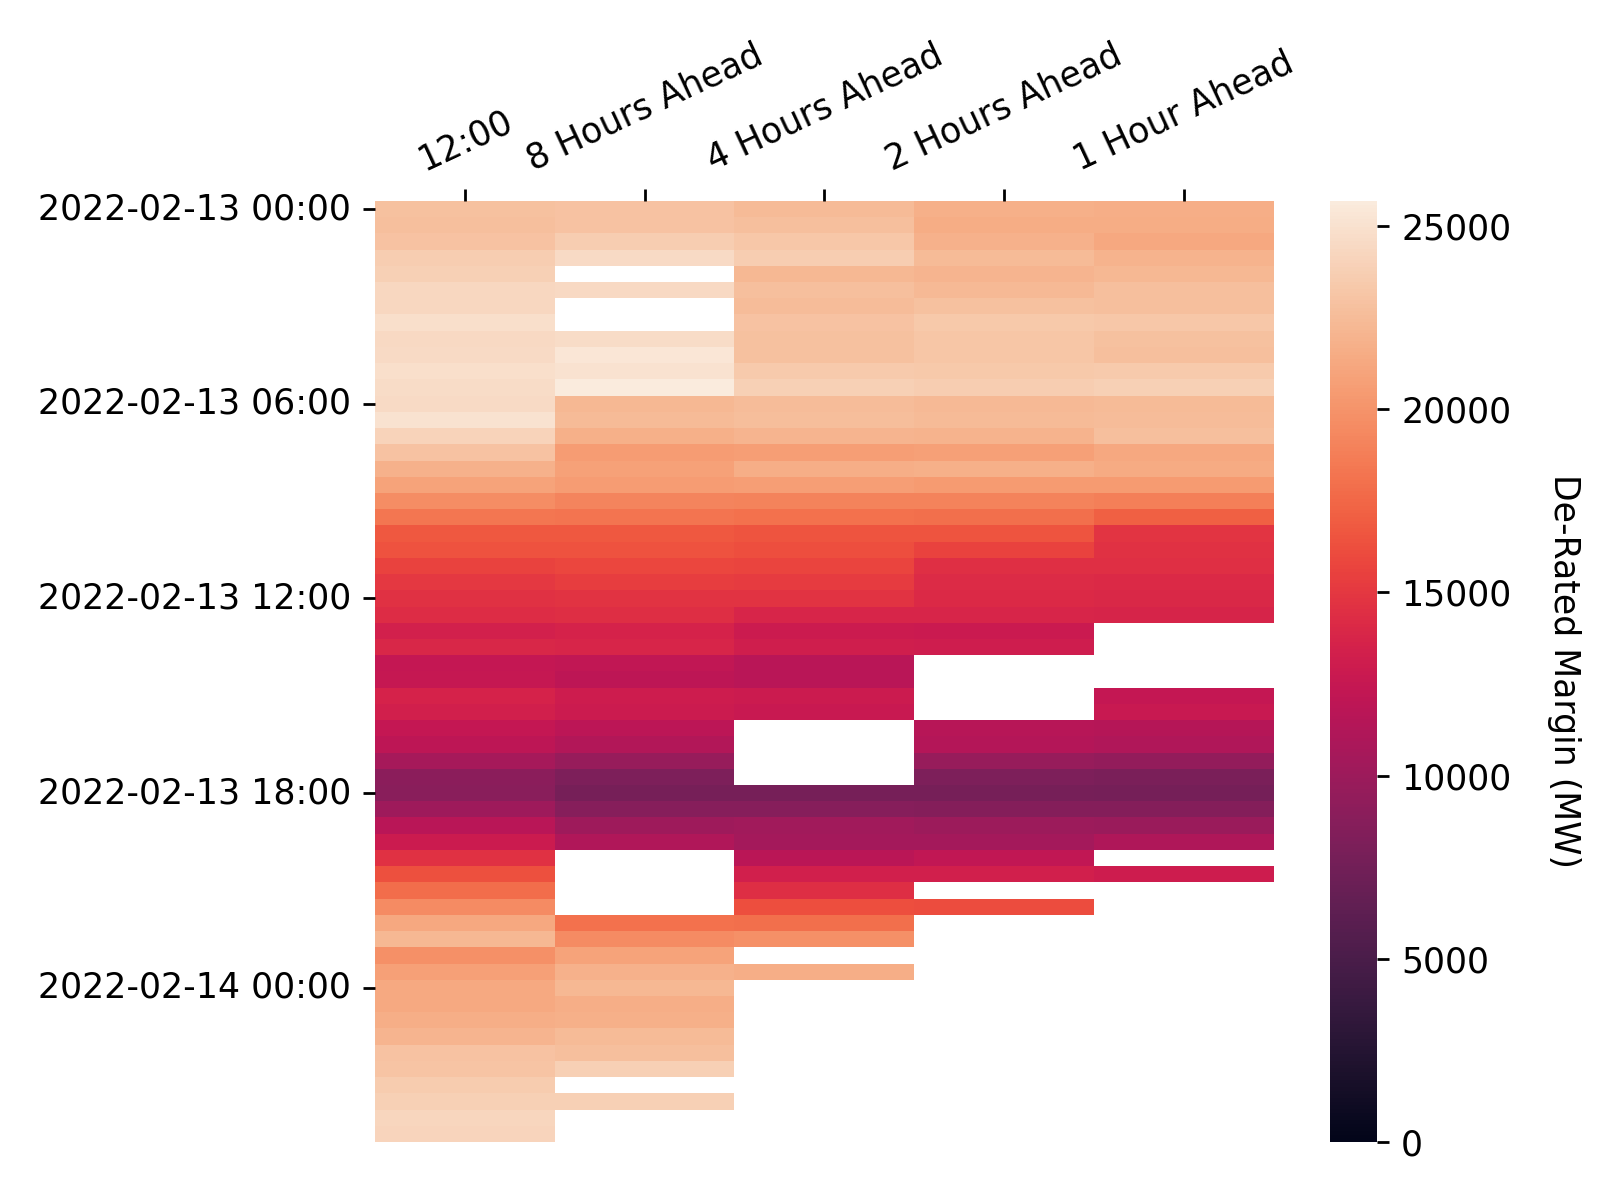 12:00
8 Hours Ahead
4 Hours Ahead
2 Hours Ahead
1 Hour Ahead
2022-02-13 00:00
2022-02-13 06:00
2022-02-13 12:00
2022-02-13 18:00
2022-02-14 00:00
25000
20000
15000
10000
5000
0
De-Rated Margin (MW)